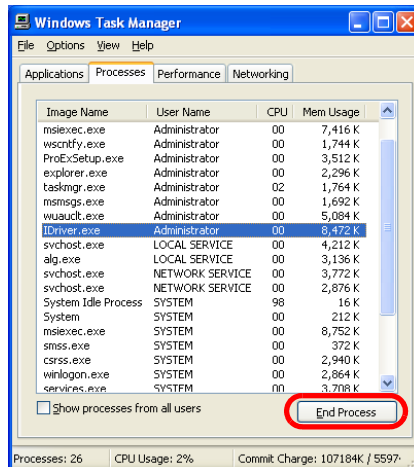 Windows Task Manager
File Options View Help
Applications Processes Performance Networking
Image Name User Name CPU Mem Usage
msiexec.exe Administrator 00 7,416 K
wscntfy.exe Administrator 00 1,744 K
ProExSetup.exe Administrator 00 3,512 K
explorer.exe Administrator 00 2,296 K
taskmgr.exe Administrator 02 1,764 K
msmsgs.exe Administrator 00 1,692 K
wuauclt.exe Administrator 00 5,084 K
IDriver.exe Administrator 00 8,472 K
svchost.exe LOCAL SERVICE 00 4,212 K
alg.exe LOCAL SERVICE 00 3,136 K
svchost.exe NETWORK SERVICE 00 3,772 K
svchost.exe NETWORK SERVICE 00 2,876 K
System Idle Process SYSTEM 98 16 K
System SYSTEM 00 212 K
msiexec.exe SYSTEM 00 8,752 K
smss.exe SYSTEM 00 372 K
csrss.exe SYSTEM 00 2,940 K
winlogon.exe SYSTEM 00 2,864 K
services.exe SYSTEM 00 3,708 K
Show processes from all users
End Process
Processes: 26 CPU Usage: 2% Commit Charge: 107184K / 5597